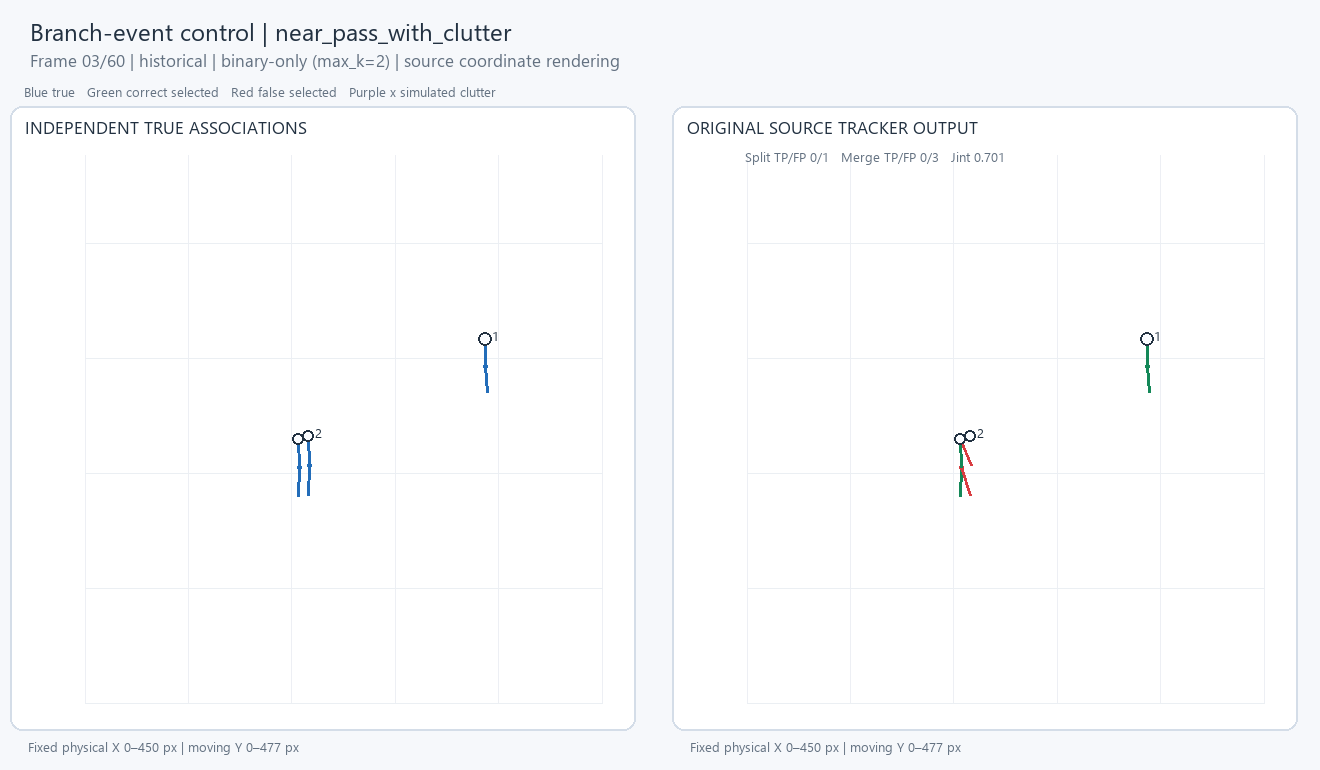 Branch-event control | near_pass_with_clutter
Frame 03/60 | historical | binary-only (max_k=2) | source coordinate rendering
Blue true   Green correct selected   Red false selected   Purple x simulated clutter
INDEPENDENT TRUE ASSOCIATIONS
1
2
Fixed physical X 0–450 px | moving Y 0–477 px
ORIGINAL SOURCE TRACKER OUTPUT
Split TP/FP 0/1   Merge TP/FP 0/3   Jint 0.701
1
2
Fixed physical X 0–450 px | moving Y 0–477 px